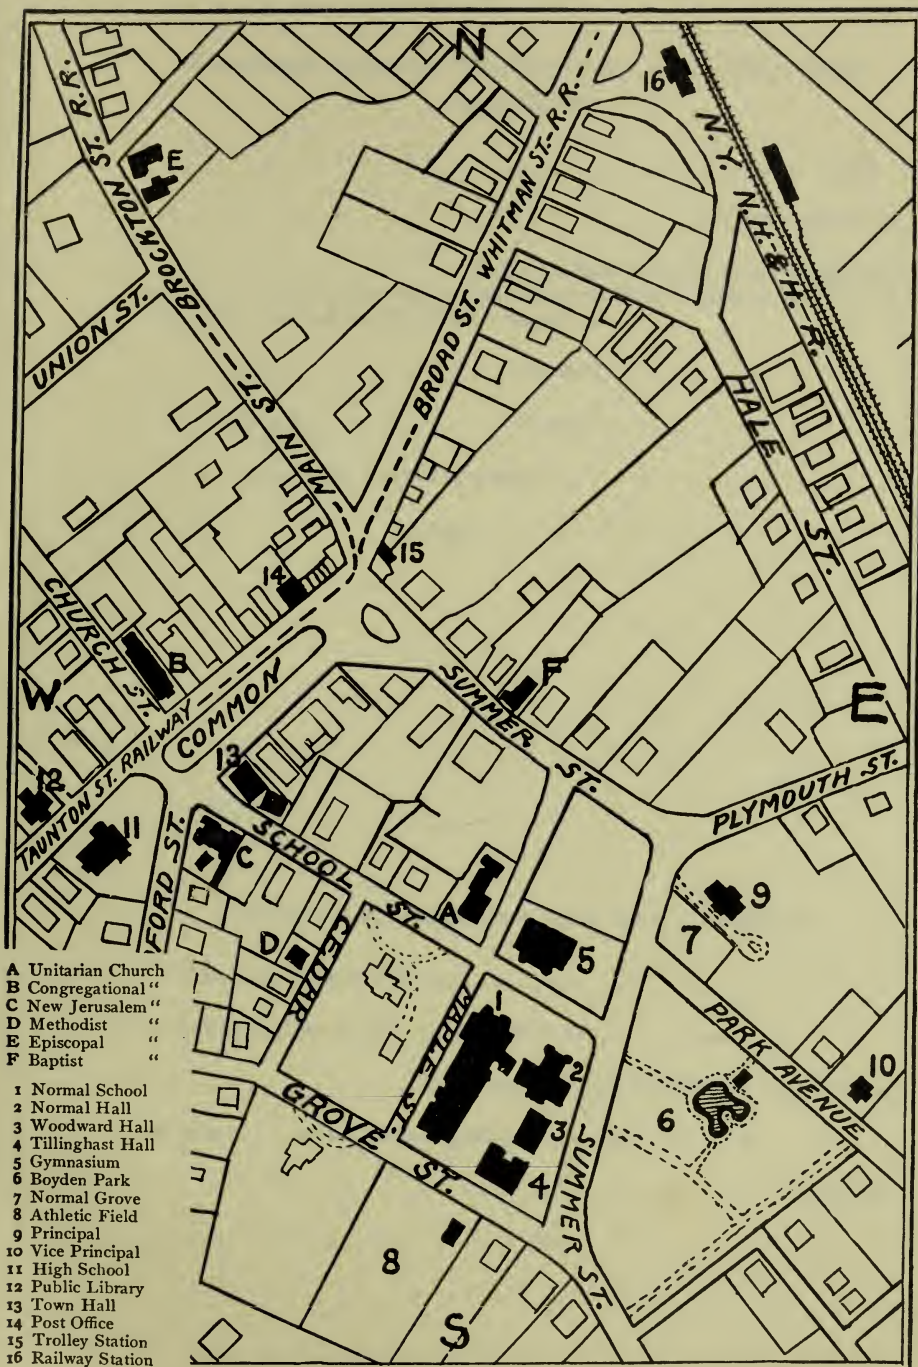 N
16
N. Y. N. H. & H. R. R.
BROCKTON ST. R.R.
E
BROCKTON ST.
UNION ST.
MAIN ST.
BROAD ST. WHITMAN ST. R.R.
HALE ST.
15
14
CHURCH ST.
B
W
COMMON
SUMMER ST.
F
E
TAUNTON ST. RAILWAY
12
13
11
PLYMOUTH ST.
FORD ST.
C
SCHOOL ST.
A
9
7
5
D
CEDAR
MAPLE ST.
1
2
3
4
PARK AVENUE
10
6
GROVE ST.
SUMMER ST.
8
S
A Unitarian Church
B Congregational “
C New Jerusalem “
D Methodist “
E Episcopal “
F Baptist “
1 Normal School
2 Normal Hall
3 Woodward Hall
4 Tillinghast Hall
5 Gymnasium
6 Boyden Park
7 Normal Grove
8 Athletic Field
9 Principal
10 Vice Principal
11 High School
12 Public Library
13 Town Hall
14 Post Office
15 Trolley Station
16 Railway Station